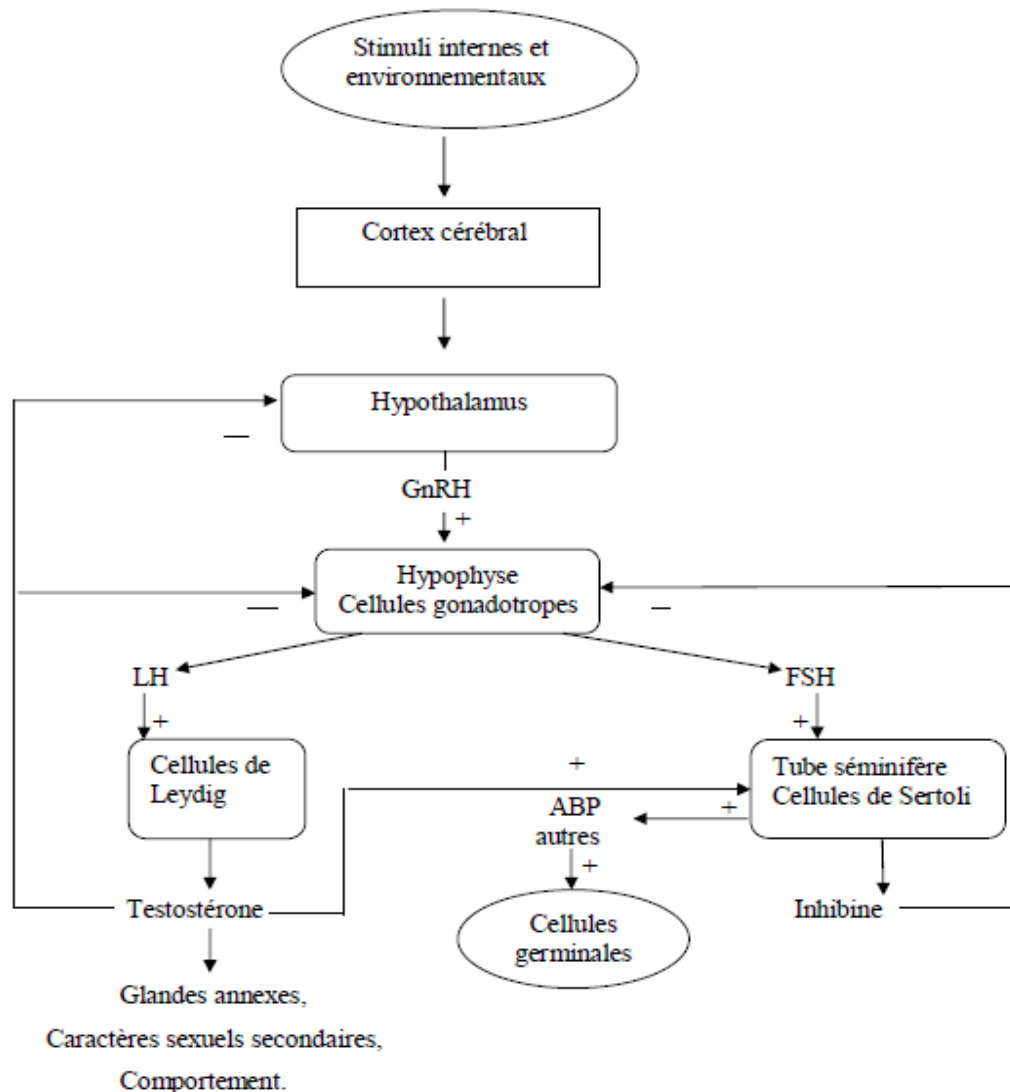 Stimuli internes et
environnementaux
Cortex cérébral
Hypothalamus
—
GnRH
+
Hypophyse
Cellules gonadotropes
—
—
LH
FSH
+
+
Cellules de
Leydig
Tube séminifère
Cellules de Sertoli
+
ABP
autres
+
+
Testostérone
Inhibine
Cellules
germinales
Glandes annexes,
Caractères sexuels secondaires,
Comportement.